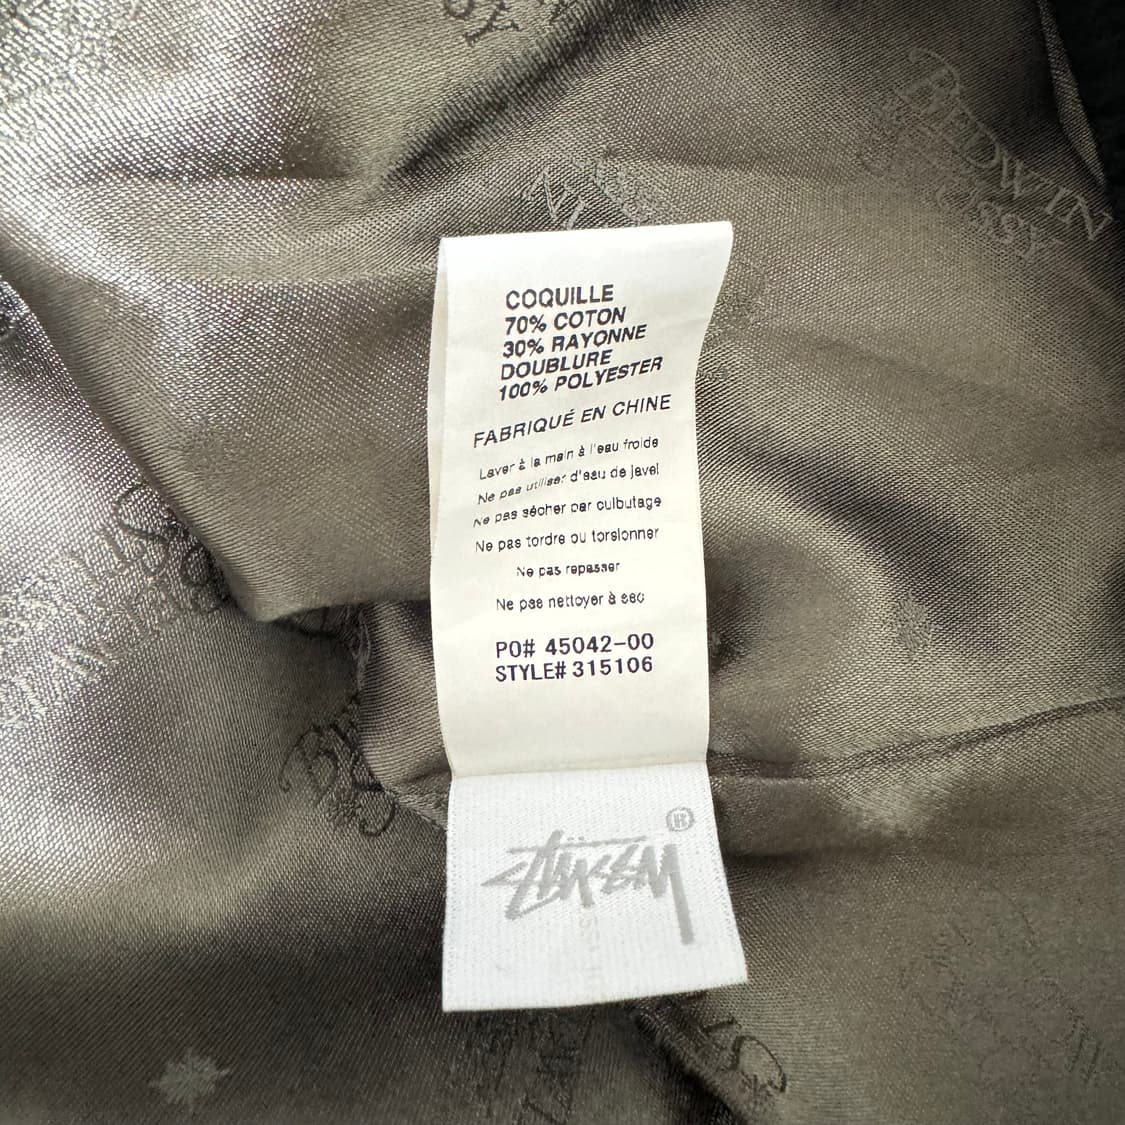 BEDWIN
COQUILLE
70% COTON
30% RAYONNE
DOUBLURE
100% POLYESTER
FABRIQUÉ EN CHINE
Laver à la main à l'eau froide
Ne pas utiliser d'eau de javel
Ne pas sécher par culbutage
Ne pas tordre ou torsionner
Ne pas repasser
Ne pas nettoyer à sec
PO# 45042-00
STYLE# 315106
Stüssy ®